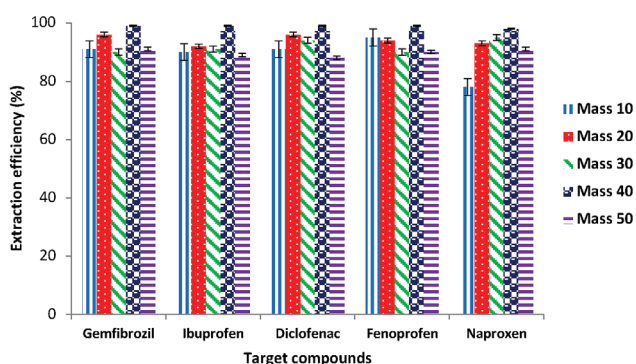 100
80
60
40
20
0
Extraction efficiency (%)
Gemfibrozil Ibuprofen Diclofenac Fenoprofen Naproxen
Target compounds
Mass 10
Mass 20
Mass 30
Mass 40
Mass 50